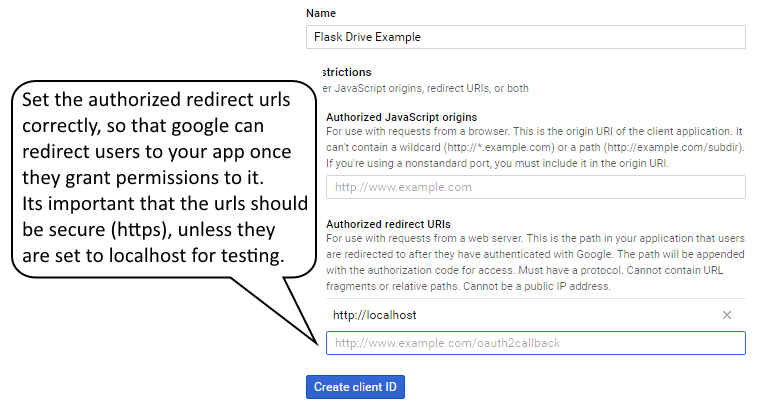 Name
Flask Drive Example
strictions
er JavaScript origins, redirect URIs, or both
Set the authorized redirect urls
correctly, so that google can
redirect users to your app once
they grant permissions to it.
Its important that the urls should
be secure (https), unless they
are set to localhost for testing.
Authorized JavaScript origins
For use with requests from a browser. This is the origin URI of the client application. It
can't contain a wildcard (http://*.example.com) or a path (http://example.com/subdir).
If you're using a nonstandard port, you must include it in the origin URI.
http://www.example.com
Authorized redirect URIs
For use with requests from a web server. This is the path in your application that users
are redirected to after they have authenticated with Google. The path will be appended
with the authorization code for access. Must have a protocol. Cannot contain URL
fragments or relative paths. Cannot be a public IP address.
http://localhost
http://www.example.com/oauth2callback
Create client ID